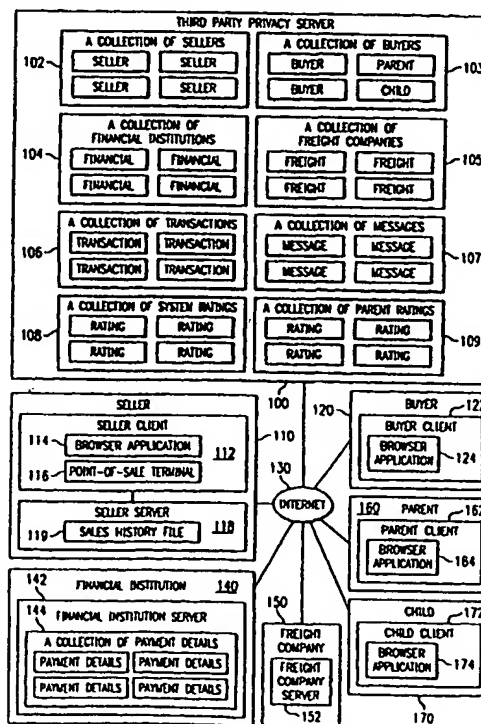 THIRD PARTY PRIVACY SERVER
A COLLECTION OF SELLERS
SELLER SELLER
SELLER SELLER
102
A COLLECTION OF BUYERS
BUYER PARENT
BUYER CHILD
103
A COLLECTION OF
FINANCIAL INSTITUTIONS
FINANCIAL FINANCIAL
FINANCIAL FINANCIAL
104
A COLLECTION OF
FREIGHT COMPANIES
FREIGHT FREIGHT
FREIGHT FREIGHT
105
A COLLECTION OF TRANSACTIONS
TRANSACTION TRANSACTION
TRANSACTION TRANSACTION
106
A COLLECTION OF MESSAGES
MESSAGE MESSAGE
MESSAGE MESSAGE
107
A COLLECTION OF SYSTEM RATINGS
RATING RATING
RATING RATING
108
A COLLECTION OF PARENT RATINGS
RATING RATING
RATING RATING
109
100
SELLER
110
SELLER CLIENT
112
114
BROWSER APPLICATION
116
POINT-OF-SALE TERMINAL
SELLER SERVER
118
119
SALES HISTORY FILE
130
INTERNET
120
BUYER
122
BUYER CLIENT
BROWSER
APPLICATION
124
160
PARENT
162
PARENT CLIENT
BROWSER
APPLICATION
164
CHILD
172
CHILD CLIENT
BROWSER
APPLICATION
174
170
FINANCIAL INSTITUTION
140
142
FINANCIAL INSTITUTION SERVER
144
A COLLECTION OF PAYMENT DETAILS
PAYMENT DETAILS PAYMENT DETAILS
PAYMENT DETAILS PAYMENT DETAILS
150
FREIGHT
COMPANY
FREIGHT
COMPANY
SERVER
152